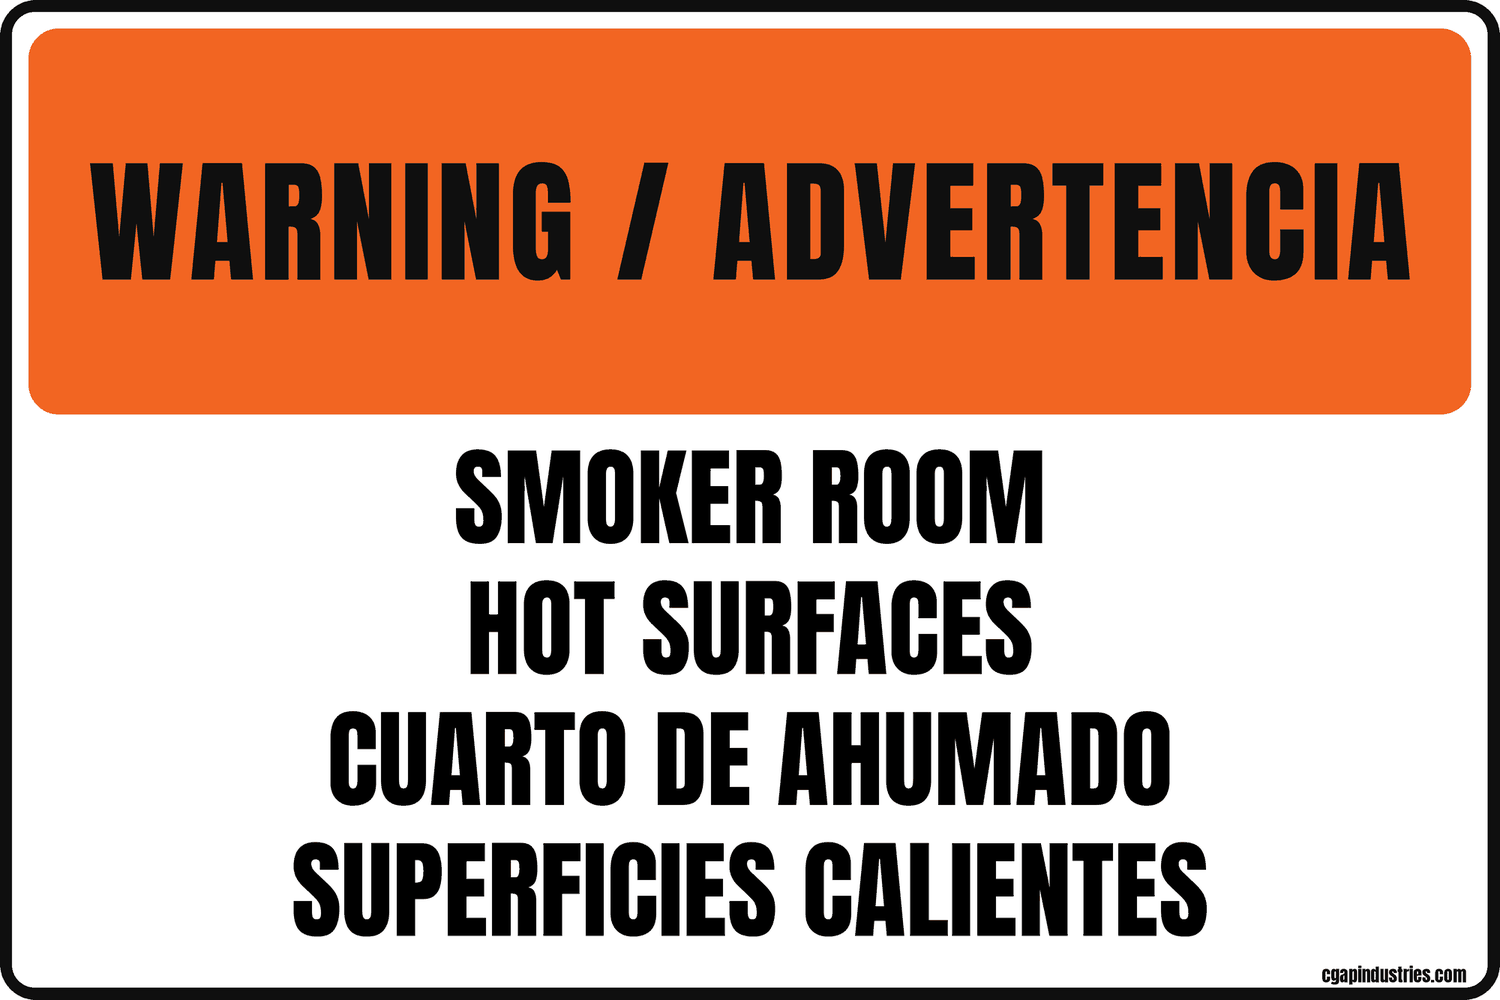 WARNING / ADVERTENCIA
SMOKER ROOM
HOT SURFACES
CUARTO DE AHUMADO
SUPERFICIES CALIENTES
cgapindustries.com